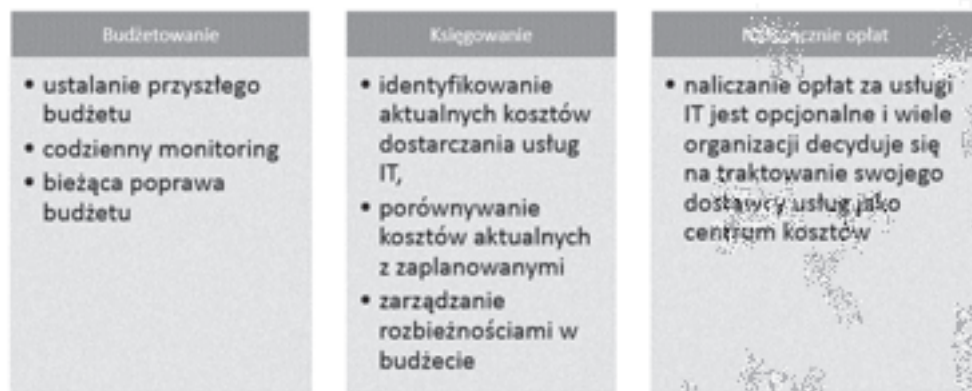 Budżetowanie
• ustalanie przyszłego
budżetu
• codzienny monitoring
• bieżąca poprawa
budżetu
Księgowanie
• identyfikowanie
aktualnych kosztów
dostarczania usług
IT,
• porównywanie
kosztów aktualnych
z zaplanowanymi
• zarządzanie
rozbieżnościami w
budżecie
opłat
• naliczanie opłat za usługi
IT jest opcjonalne i wiele
organizacji decyduje się
na traktowanie swojego
dostawcy usług jako
centrum kosztów